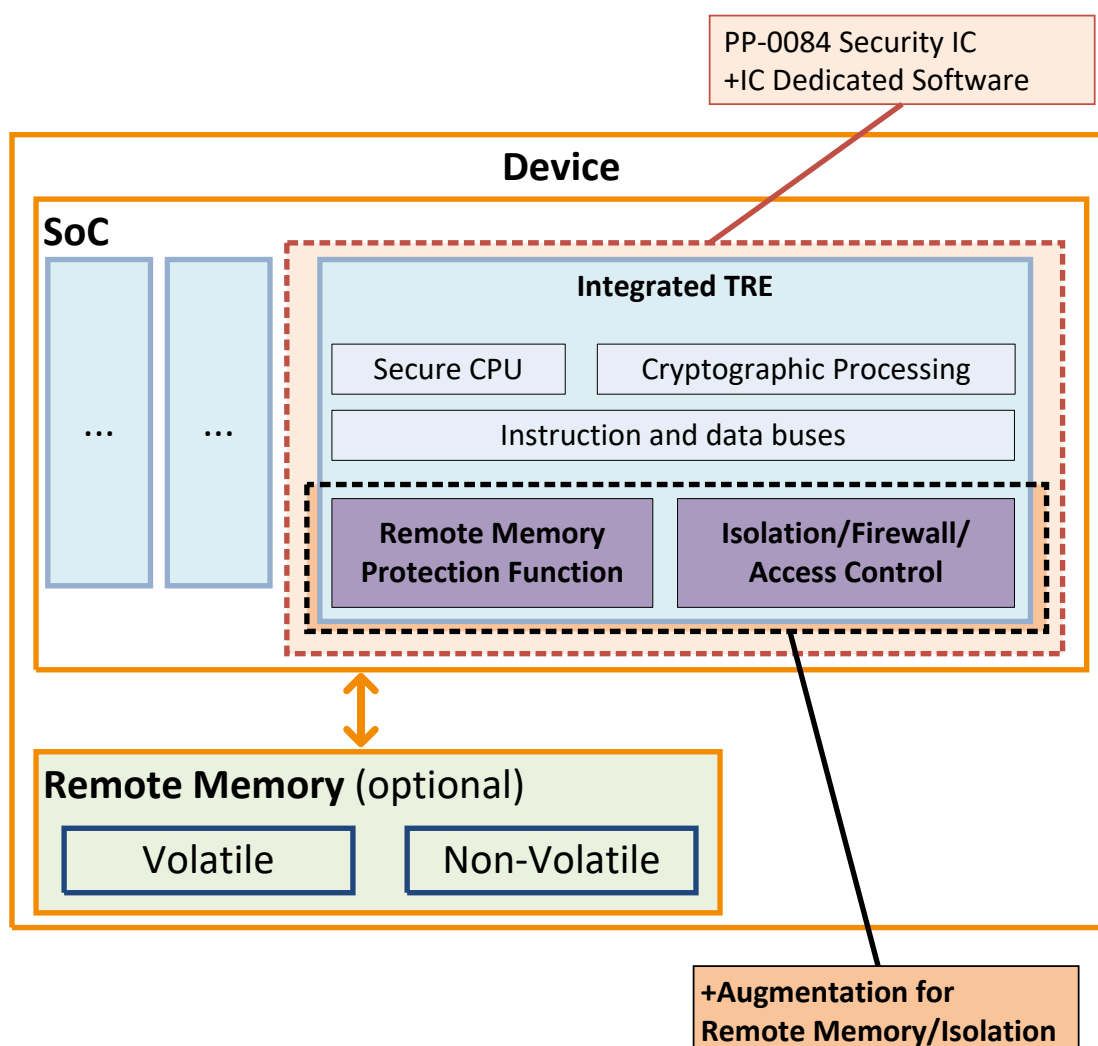 PP-0084 Security IC
+IC Dedicated Software
Device
SoC
...
...
Integrated TRE
Secure CPU
Cryptographic Processing
Instruction and data buses
Remote Memory
Protection Function
Isolation/Firewall/
Access Control
Remote Memory (optional)
Volatile
Non-Volatile
+Augmentation for
Remote Memory/Isolation